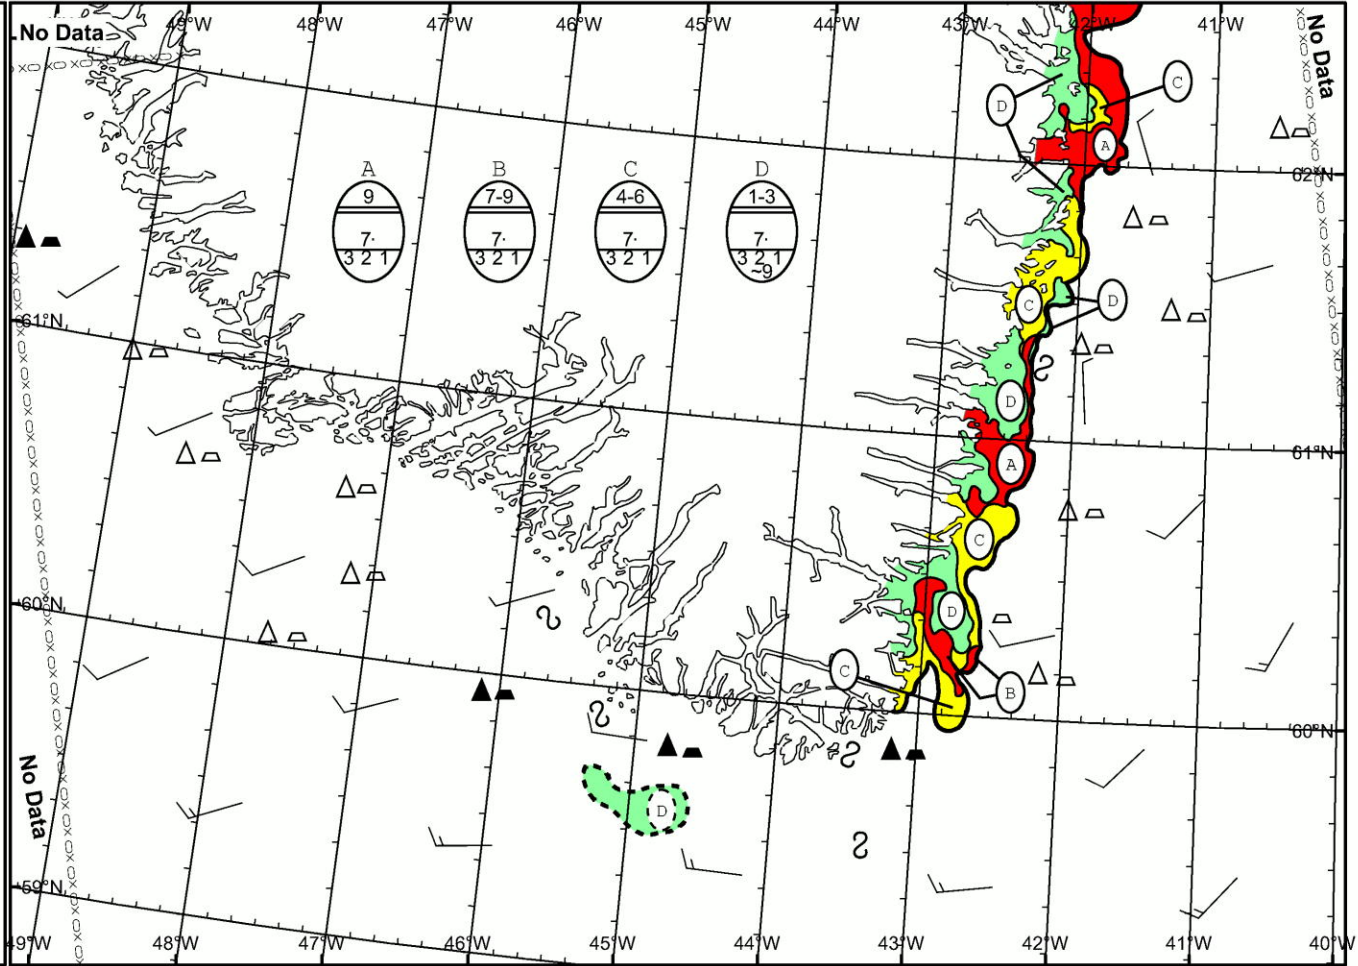 49°W 48°W 47°W 46°W 45°W 44°W 43°W 42°W 41°W
No Data
No Data
C
D
A
62°N
A B C D
9 7-9 4-6 1-3
7· 7· 7· 7·
3 2 1 3 2 1 3 2 1 3 2 1
~9
C
D
61°N
D
61°N
A
C
60°N
D
C
B
60°N
No Data
D
59°N
49°W 48°W 47°W 46°W 45°W 44°W 43°W 42°W 41°W 40°W